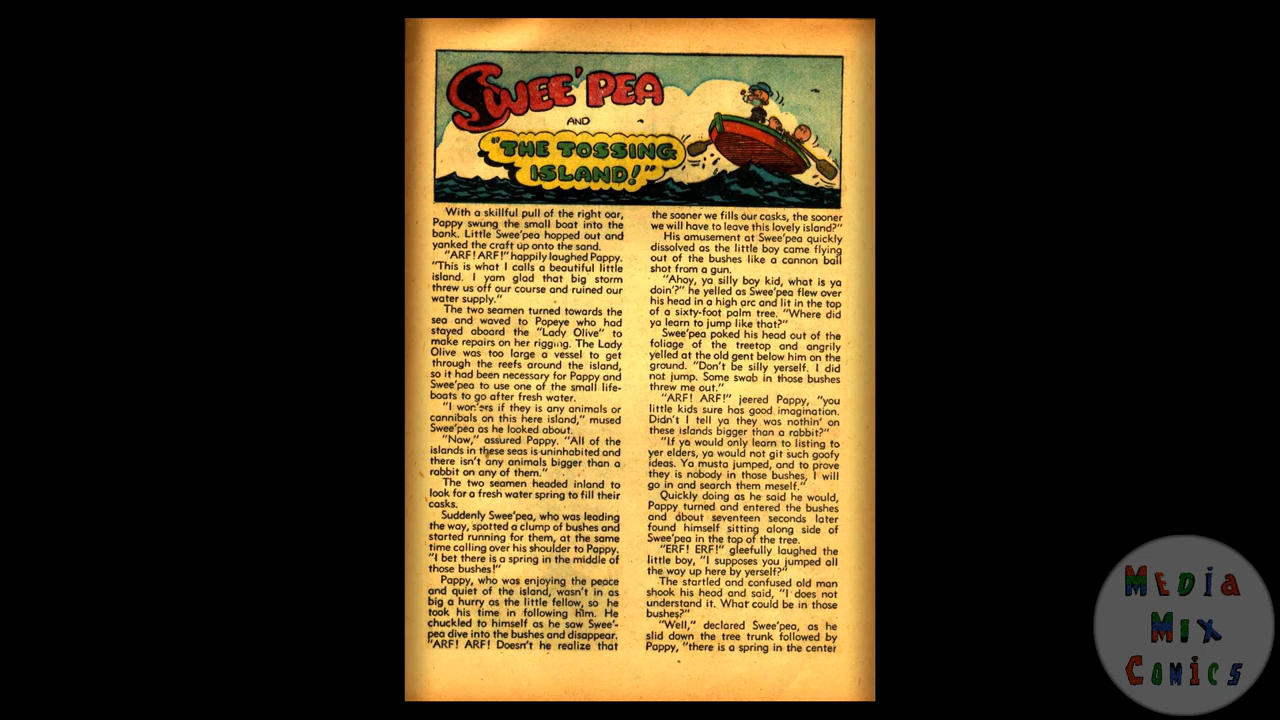 SWEE'PEA
AND
"THE TOSSING
ISLAND!"
With a skillful pull of the right oar,
Pappy swung the small boat into the
bank. Little Swee'pea hopped out and
yanked the craft up onto the sand.
"ARF! ARF!" happily laughed Pappy.
"This is what I calls a beautiful little
island. I yam glad that big storm
threw us off our course and ruined our
water supply."
The two seamen turned towards the
sea and waved to Popeye who had
stayed aboard the "Lady Olive" to
make repairs on her rigging. The Lady
Olive was too large a vessel to get
through the reefs around the island,
so it had been necessary for Pappy and
Swee'pea to use one of the small life-
boats to go after fresh water.
"I wonders if they is any animals or
cannibals on this here island," mused
Swee'pea as he looked about.
"Naw," assured Pappy. "All of the
islands in these seas is uninhabited and
there isn't any animals bigger than a
rabbit on any of them."
The two seamen headed inland to
look for a fresh water spring to fill their
casks.
Suddenly Swee'pea, who was leading
the way, spotted a clump of bushes and
started running for them, at the same
time calling over his shoulder to Pappy.
"I bet there is a spring in the middle of
those bushes!"
Pappy, who was enjoying the peace
and quiet of the island, wasn't in as
big a hurry as the little fellow, so he
took his time in following him. He
chuckled to himself as he saw Swee'-
pea dive into the bushes and disappear.
"ARF! ARF! Doesn't he realize that
the sooner we fills our casks, the sooner
we will have to leave this lovely island?"
His amusement at Swee'pea quickly
dissolved as the little boy came flying
out of the bushes like a cannon ball
shot from a gun.
"Ahoy, ya silly boy kid, what is ya
doin'?" he yelled as Swee'pea flew over
his head in a high arc and lit in the top
of a sixty-foot palm tree. "Where did
ya learn to jump like that?"
Swee'pea poked his head out of the
foliage of the treetop and angrily
yelled at the old gent below him on the
ground. "Don't be silly yerself. I did
not jump. Some swab in those bushes
threw me out."
"ARF! ARF!" jeered Pappy, "you
little kids sure has good imagination.
Didn't I tell ya they was nothin' on
these islands bigger than a rabbit?"
"If ya would only learn to listing to
yer elders, ya would not git such goofy
ideas. Ya musta jumped, and to prove
they is nobody in those bushes, I will
go in and search them meself."
Quickly doing as he said he would,
Pappy turned and entered the bushes
and about seventeen seconds later
found himself sitting along side of
Swee'pea in the top of the tree.
"ERF! ERF!" gleefully laughed the
little boy, "I supposes you jumped all
the way up here by yerself?"
The startled and confused old man
shook his head and said, "I does not
understand it. What could be in those
bushes?"
"Well," declared Swee'pea, as he
slid down the tree trunk followed by
Pappy, "there is a spring in the center
MEDIA
MIX
COMICS